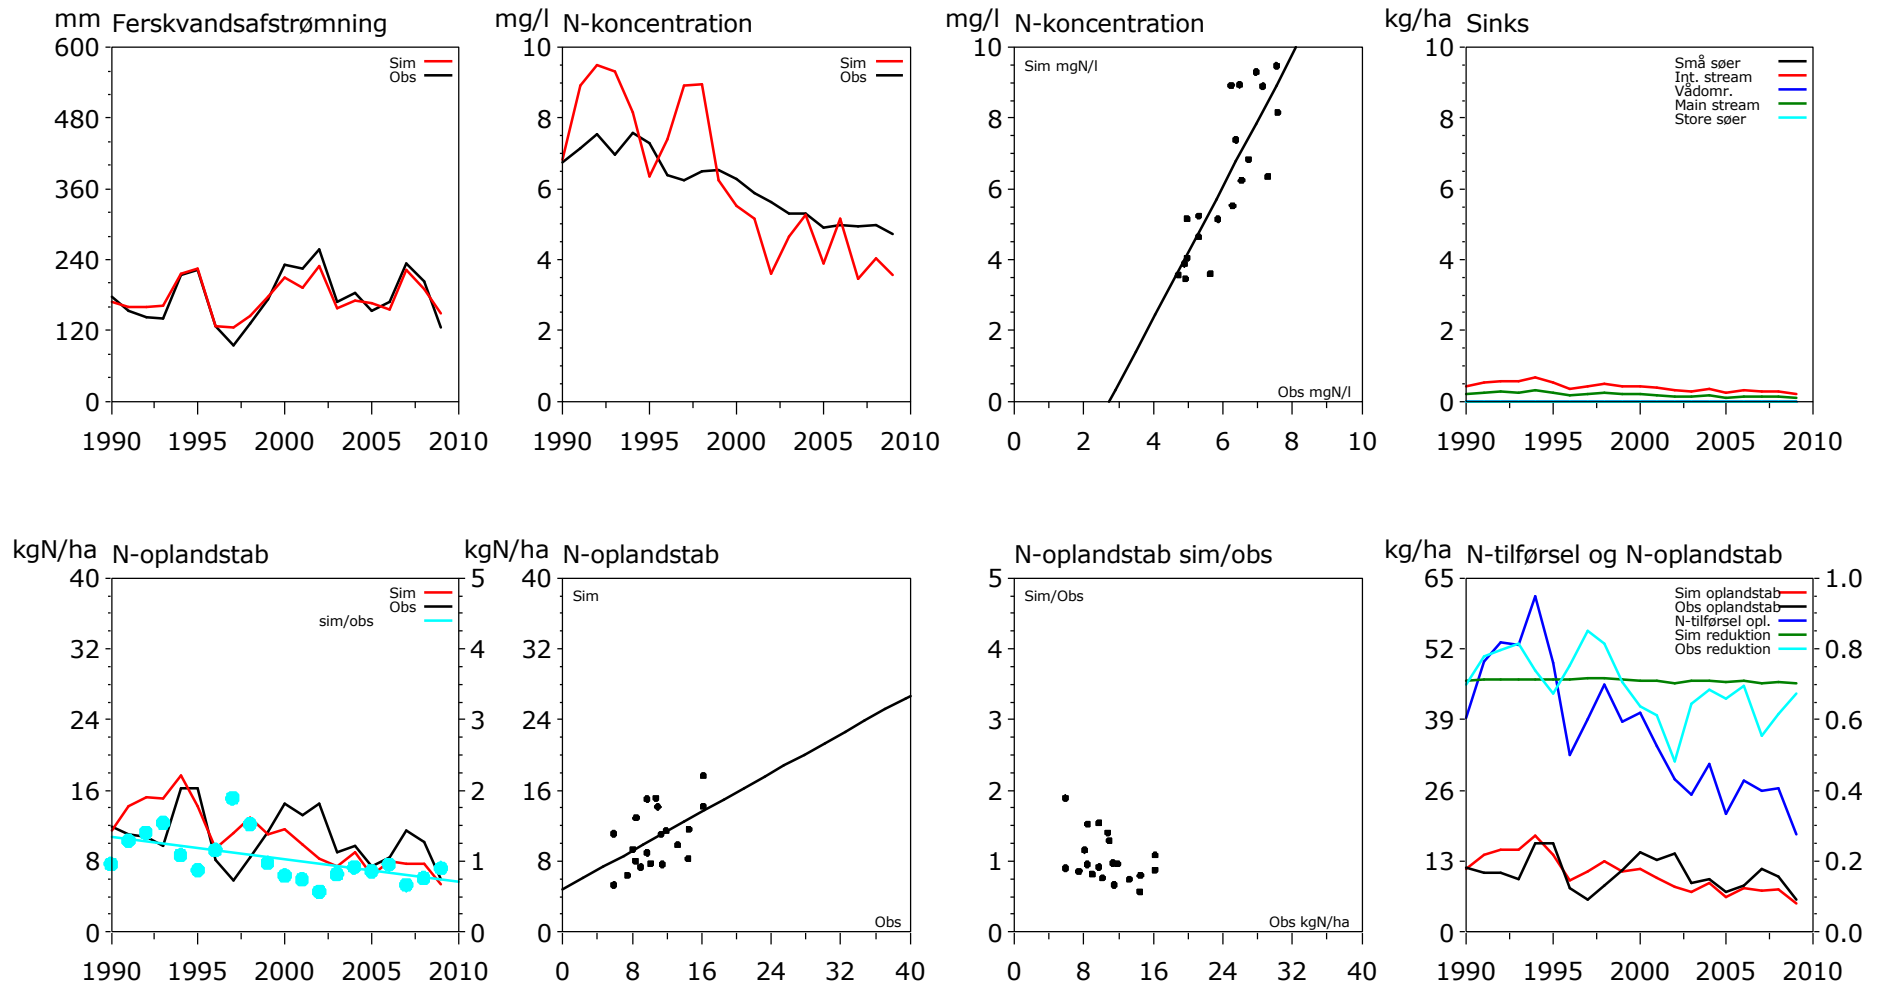 mm Ferskvandsafstrømning
Sim
Obs
600
480
360
240
120
0
1990 1995 2000 2005 2010
mg/l N-koncentration
Sim
Obs
10
8
6
4
2
0
1990 1995 2000 2005 2010
mg/l N-koncentration
Sim mgN/l
10
8
6
4
2
0
Obs mgN/l
0 2 4 6 8 10
kg/ha Sinks
Små søer
Int. stream
Vådomr.
Main stream
Store søer
10
8
6
4
2
0
1990 1995 2000 2005 2010
kgN/ha N-oplandstab
Sim
Obs
sim/obs
40
32
24
16
8
0
5
4
3
2
1
0
1990 1995 2000 2005 2010
kgN/ha N-oplandstab
Sim
40
32
24
16
8
0
Obs
0 8 16 24 32 40
N-oplandstab sim/obs
Sim/Obs
5
4
3
2
1
0
Obs kgN/ha
0 8 16 24 32 40
kg/ha N-tilførsel og N-oplandstab
Sim oplandstab
Obs oplandstab
N-tilførsel opl.
Sim reduktion
Obs reduktion
65
52
39
26
13
0
1.0
0.8
0.6
0.4
0.2
0.0
1990 1995 2000 2005 2010